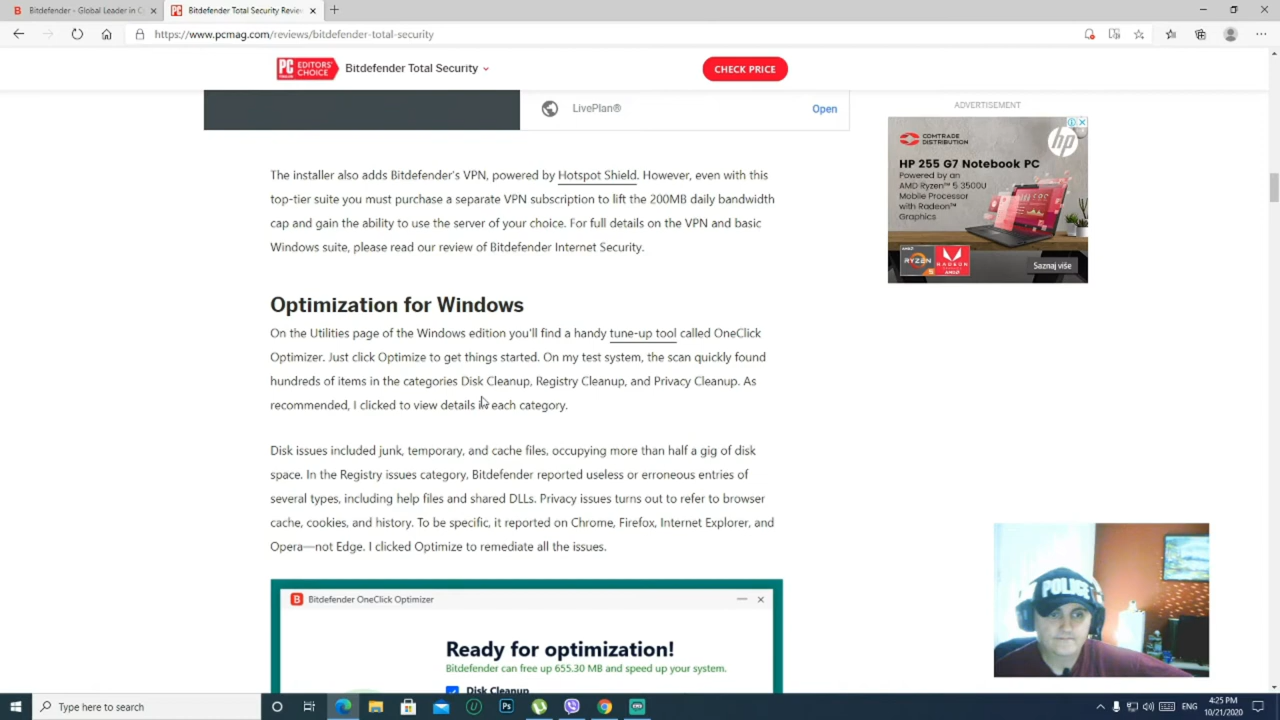 Bitdefender - Global Leader in C
Bitdefender Total Security Review
https://www.pcmag.com/reviews/bitdefender-total-security
PC EDITORS' CHOICE
Bitdefender Total Security
CHECK PRICE
LivePlan®
Open
ADVERTISEMENT
COMTRADE DISTRIBUTION
hp
HP 255 G7 Notebook PC
Powered by an
AMD Ryzen™ 5 3500U
Mobile Processor
with Radeon™
Graphics
AMD
RYZEN 5
RADEON
AMD
Saznaj više
The installer also adds Bitdefender's VPN, powered by Hotspot Shield. However, even with this
top-tier suite you must purchase a separate VPN subscription to lift the 200MB daily bandwidth
cap and gain the ability to use the server of your choice. For full details on the VPN and basic
Windows suite, please read our review of Bitdefender Internet Security.
Optimization for Windows
On the Utilities page of the Windows edition you'll find a handy tune-up tool called OneClick
Optimizer. Just click Optimize to get things started. On my test system, the scan quickly found
hundreds of items in the categories Disk Cleanup, Registry Cleanup, and Privacy Cleanup. As
recommended, I clicked to view details in each category.
Disk issues included junk, temporary, and cache files, occupying more than half a gig of disk
space. In the Registry issues category, Bitdefender reported useless or erroneous entries of
several types, including help files and shared DLLs. Privacy issues turns out to refer to browser
cache, cookies, and history. To be specific, it reported on Chrome, Firefox, Internet Explorer, and
Opera—not Edge. I clicked Optimize to remediate all the issues.
B Bitdefender OneClick Optimizer
Ready for optimization!
Bitdefender can free up 655.30 MB and speed up your system.
Disk Cleanup
POLICE
Type here to search
Ps
ENG
4:25 PM
10/21/2020